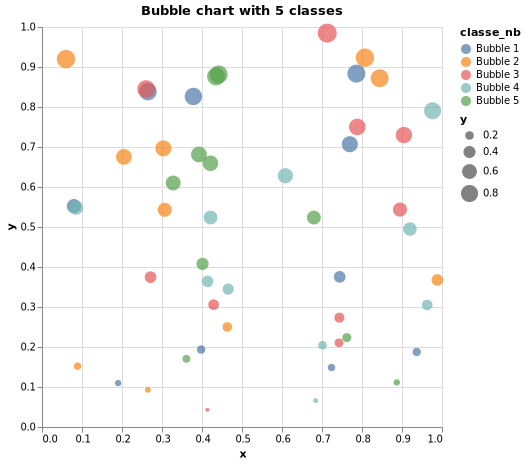 Bubble chart with 5 classes
1.0
0.9
0.8
0.7
0.6
0.5
0.4
0.3
0.2
0.1
0.0
y
0.0 0.1 0.2 0.3 0.4 0.5 0.6 0.7 0.8 0.9 1.0
x
classe_nb
Bubble 1
Bubble 2
Bubble 3
Bubble 4
Bubble 5
y
0.2
0.4
0.6
0.8